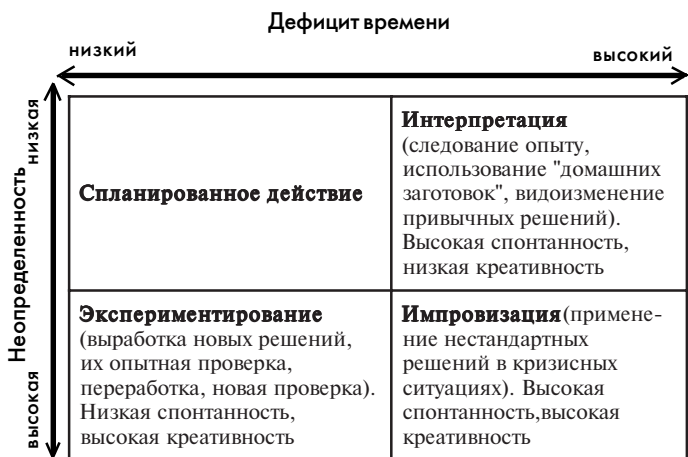 Дефицит времени
низкий
высокий
Неопределенность
низкая
высокая
Спланированное действие
Интерпретация
(следование опыту,
использование "домашних
заготовок", видоизменение
привычных решений).
Высокая спонтанность,
низкая креативность
Экспериментирование
(выработка новых решений,
их опытная проверка,
переработка, новая проверка).
Низкая спонтанность,
высокая креативность
Импровизация(примене-
ние нестандартных
решений в кризисных
ситуациях). Высокая
спонтанность,высокая
креативность